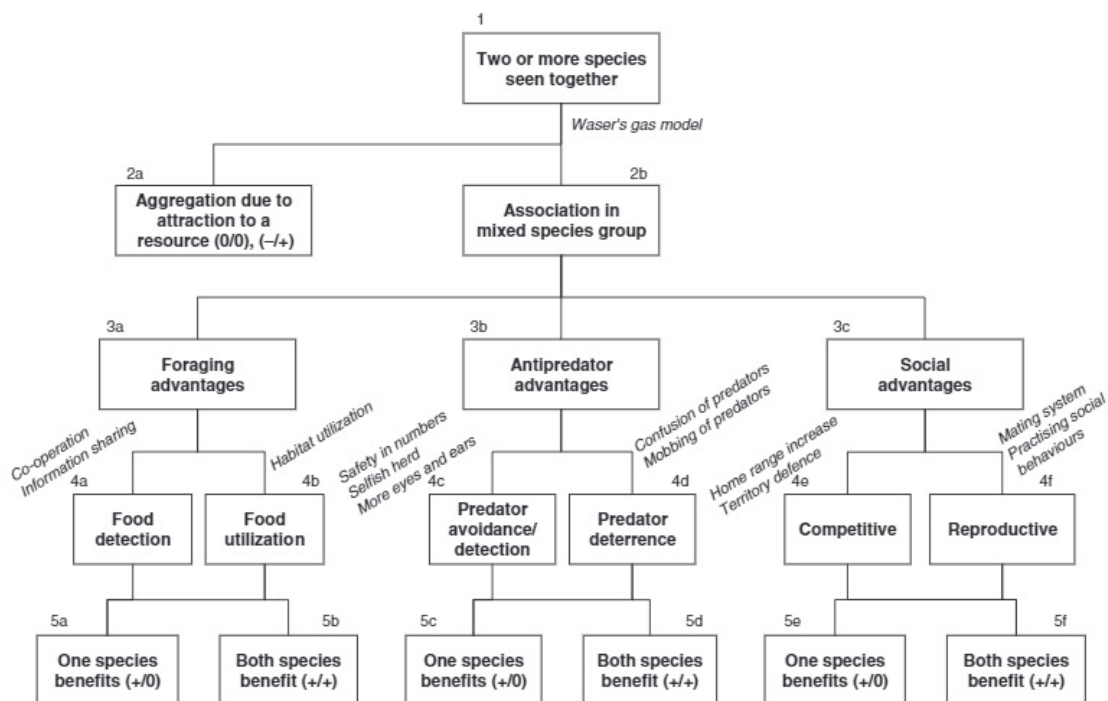 1
Two or more species
seen together
Waser's gas model
2a
Aggregation due to
attraction to a
resource (0/0), (–/+)
2b
Association in
mixed species group
3a
Foraging
advantages
3b
Antipredator
advantages
3c
Social
advantages
Co-operation
Information sharing
Habitat utilization
Safety in numbers
Selfish herd
More eyes and ears
Confusion of predators
Mobbing of predators
Home range increase
Territory defence
Mating system
Practising social
behaviours
4a
Food
detection
4b
Food
utilization
4c
Predator
avoidance/
detection
4d
Predator
deterrence
4e
Competitive
4f
Reproductive
5a
One species
benefits (+/0)
5b
Both species
benefit (+/+)
5c
One species
benefits (+/0)
5d
Both species
benefit (+/+)
5e
One species
benefits (+/0)
5f
Both species
benefit (+/+)